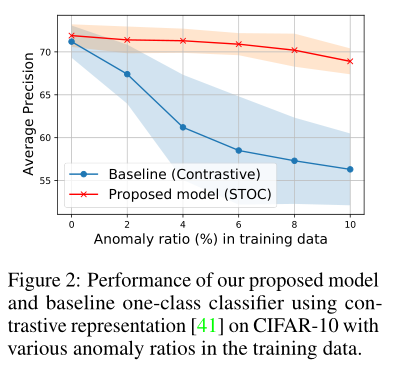 70
65
60
55
Average Precision
Baseline (Contrastive)
Proposed model (STOC)
0 2 4 6 8 10
Anomaly ratio (%) in training data
Figure 2: Performance of our proposed model
and baseline one-class classifier using con-
trastive representation [41] on CIFAR-10 with
various anomaly ratios in the training data.